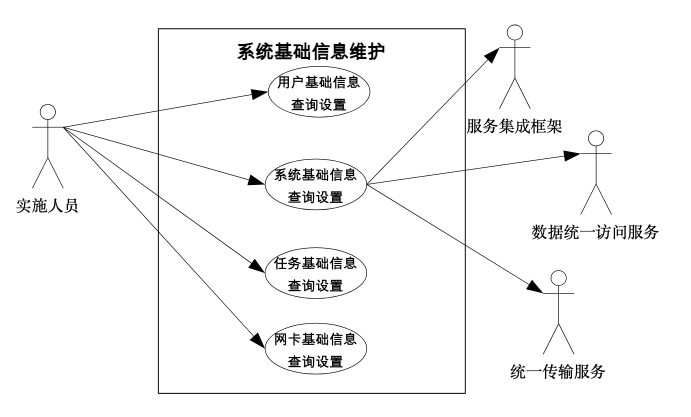 系统基础信息维护
用户基础信息
查询设置
服务集成框架
系统基础信息
查询设置
实施人员
数据统一访问服务
任务基础信息
查询设置
网卡基础信息
查询设置
统一传输服务